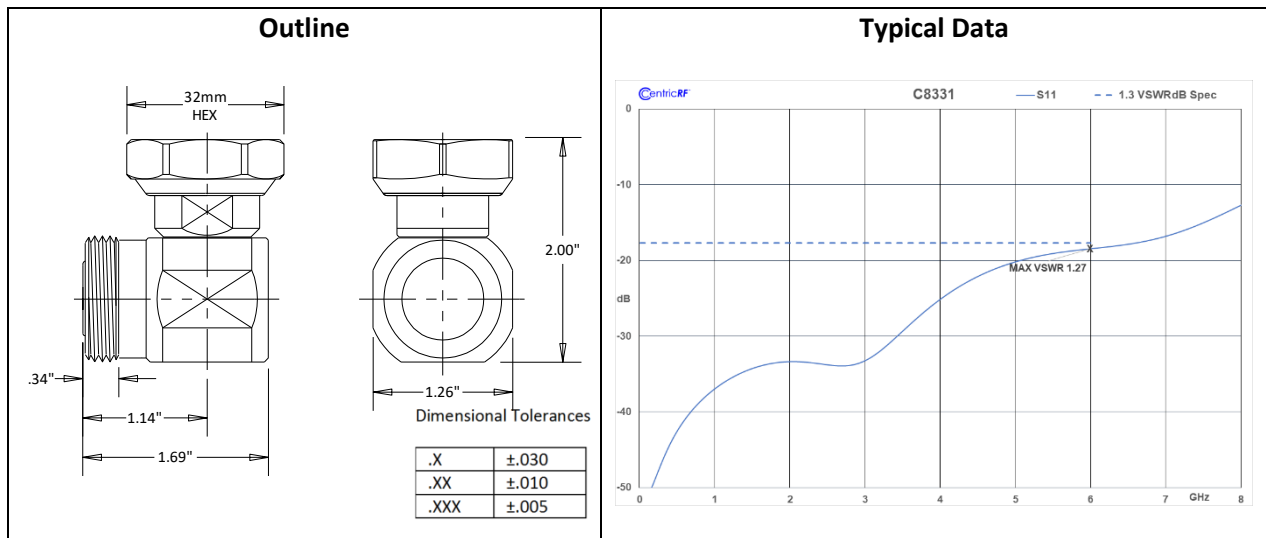 Outline
32mm
HEX
2.00"
.34"
1.14"
1.69"
1.26"
Dimensional Tolerances
.X ±.030
.XX ±.010
.XXX ±.005
Typical Data
CentricRF C8331 S11 1.3 VSWRdB Spec
0
-10
-20
dB
-30
-40
-50
MAX VSWR 1.27
0 1 2 3 4 5 6 7 GHz 8